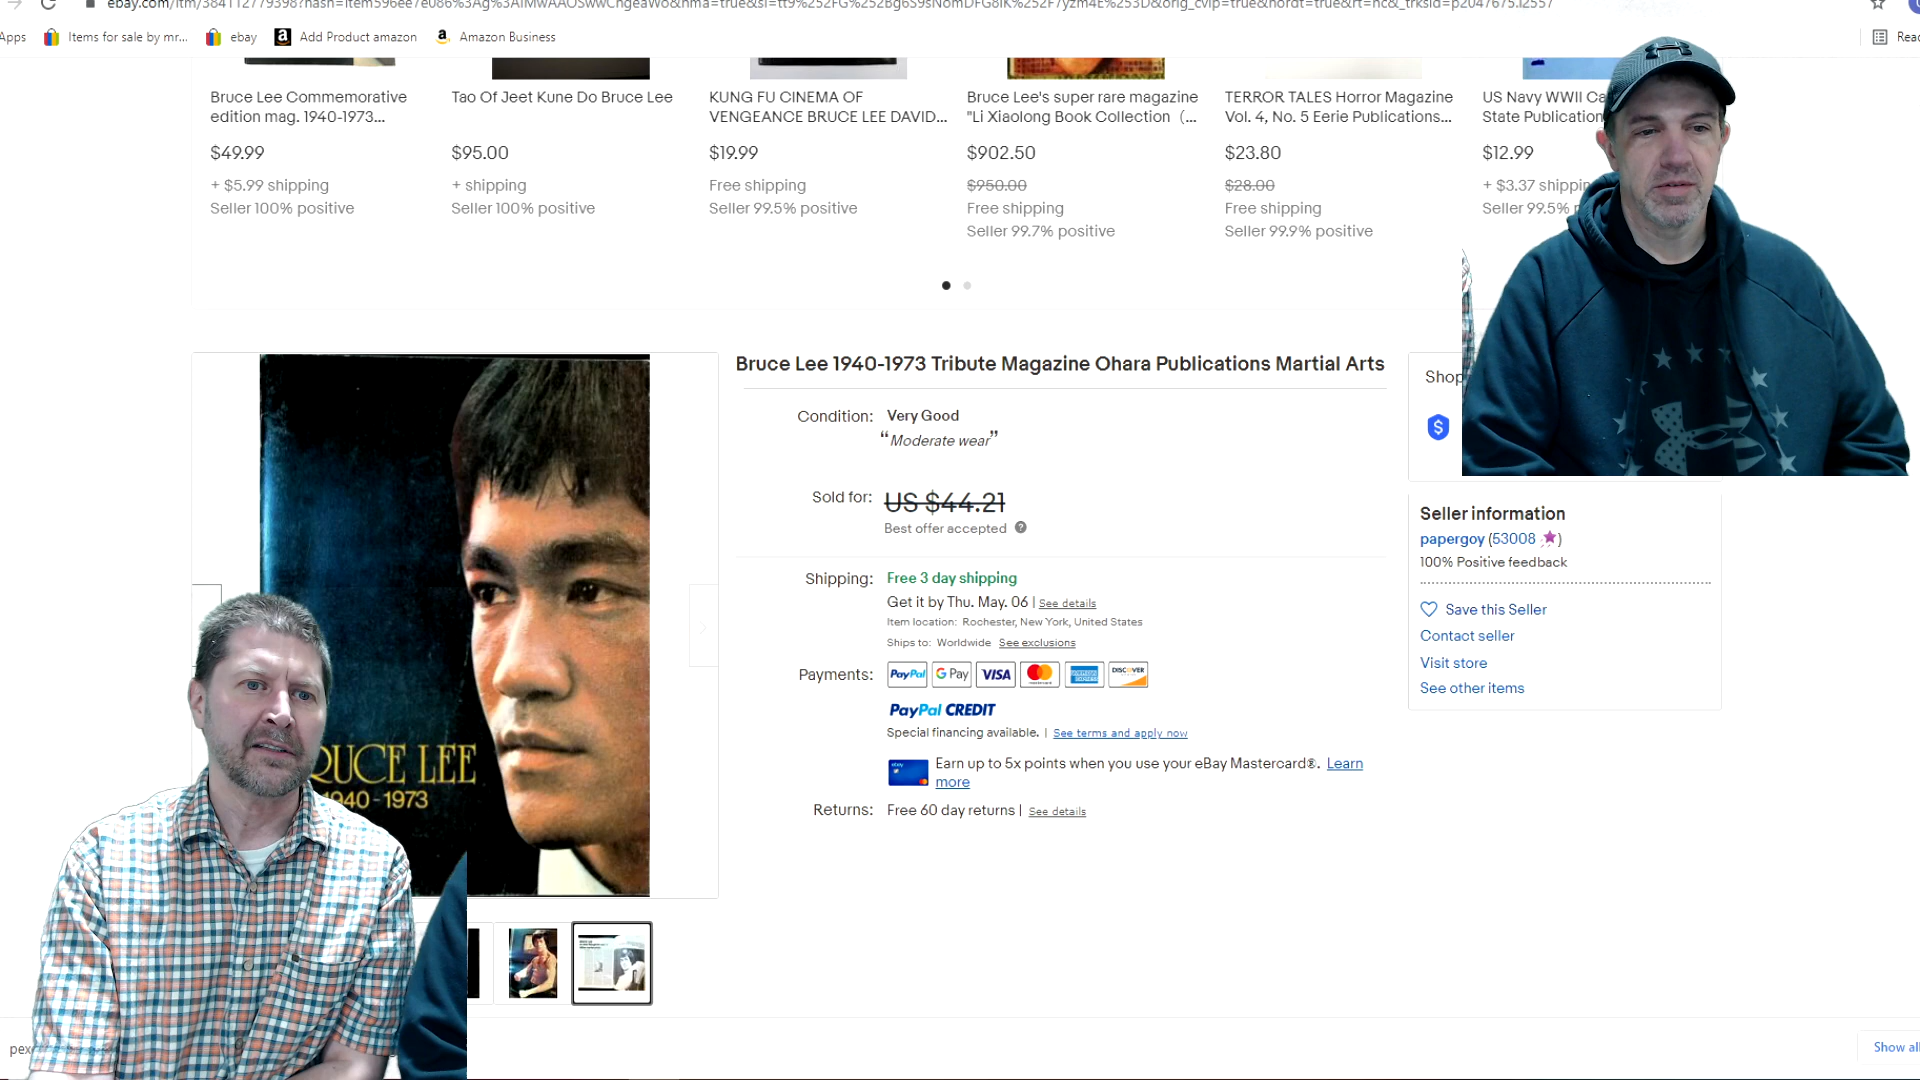 Apps
Items for sale by mr...
ebay
Add Product amazon
Amazon Business
Bruce Lee Commemorative
edition mag. 1940-1973...
$49.99
+ $5.99 shipping
Seller 100% positive
Tao Of Jeet Kune Do Bruce Lee
$95.00
+ shipping
Seller 100% positive
KUNG FU CINEMA OF
VENGEANCE BRUCE LEE DAVID...
$19.99
Free shipping
Seller 99.5% positive
Bruce Lee's super rare magazine
"Li Xiaolong Book Collection（...
$902.50
$950.00
Free shipping
Seller 99.7% positive
TERROR TALES Horror Magazine
Vol. 4, No. 5 Eerie Publications...
$23.80
$28.00
Free shipping
Seller 99.9% positive
US Navy WWII
State Publication
$12.99
+ $3.37 shippin
Seller 99.5%
Bruce Lee 1940-1973 Tribute Magazine Ohara Publications Martial Arts
Condition: Very Good
“Moderate wear”
Sold for: US $44.21
Best offer accepted
Shipping: Free 3 day shipping
Get it by Thu. May. 06 | See details
Item location: Rochester, New York, United States
Ships to: Worldwide See exclusions
Payments: PayPal G Pay VISA DISCOVER
PayPal CREDIT
Special financing available. | See terms and apply now
Earn up to 5x points when you use your eBay Mastercard®. Learn
more
Returns: Free 60 day returns | See details
Shop
Seller information
papergoy (53008)
100% Positive feedback
Save this Seller
Contact seller
Visit store
See other items
RUCE LEE
1940-1973
Show all